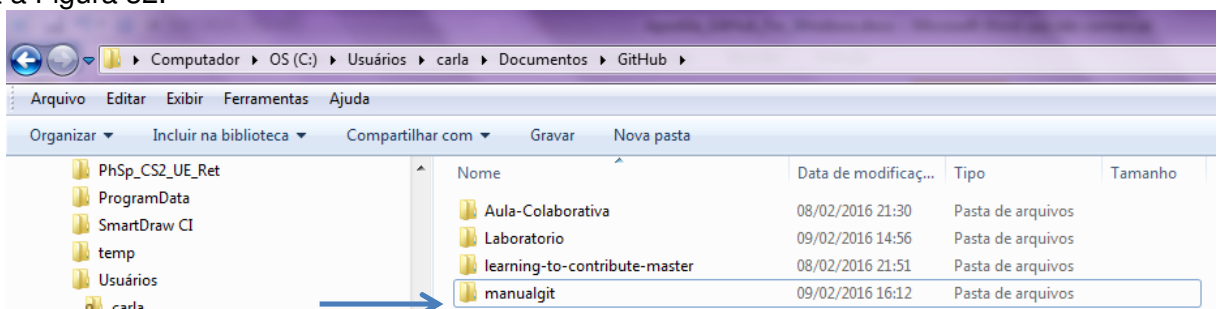 a Figura 32.
Computador OS (C:) Usuários carla Documentos GitHub
Arquivo Editar Exibir Ferramentas Ajuda
Organizar Incluir na biblioteca Compartilhar com Gravar Nova pasta
PhSp_CS2_UE_Ret
ProgramData
SmartDraw CI
temp
Usuários
carla
Nome Data de modificaç... Tipo Tamanho
Aula-Colaborativa 08/02/2016 21:30 Pasta de arquivos
Laboratorio 09/02/2016 14:56 Pasta de arquivos
learning-to-contribute-master 08/02/2016 21:51 Pasta de arquivos
manualgit 09/02/2016 16:12 Pasta de arquivos